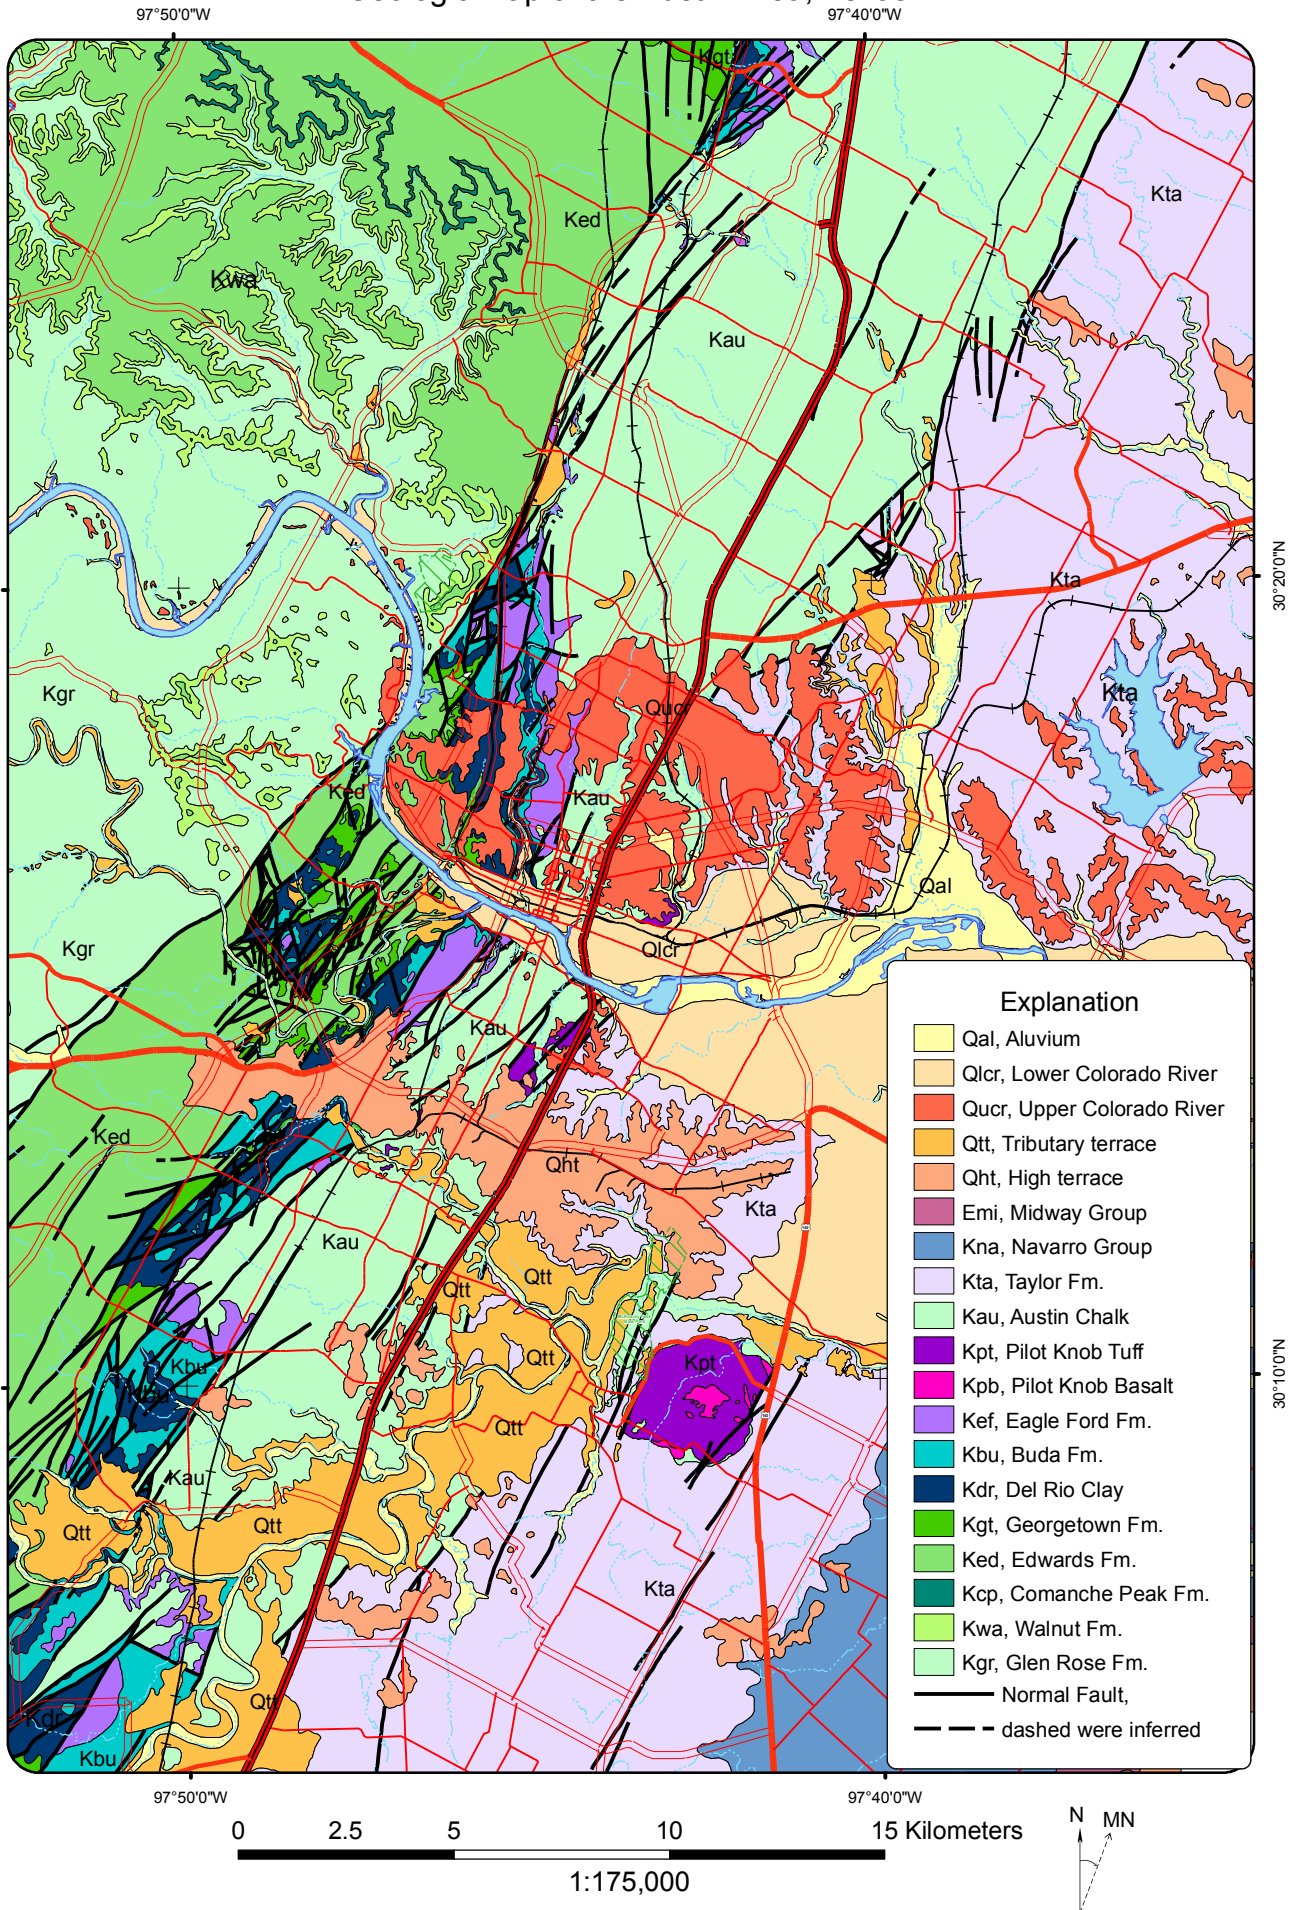 97°50'0"W
97°40'0"W
Kgt
Kta
Ked
Kwa
Kau
30°20'0"N
Kta
Kgr
Kta
Qucr
Ked
Kau
Qal
Kgr
Qlcr
Kau
Ked
Qht
Kta
Kau
Qtt
Qtt
Qtt
Kpt
Kbu
Kbu
30°10'0"N
Qtt
Kau
Qtt
Qtt
Kta
Qtt
Kdr
Kbu
Explanation
Qal, Aluvium
Qlcr, Lower Colorado River
Qucr, Upper Colorado River
Qtt, Tributary terrace
Qht, High terrace
Emi, Midway Group
Kna, Navarro Group
Kta, Taylor Fm.
Kau, Austin Chalk
Kpt, Pilot Knob Tuff
Kpb, Pilot Knob Basalt
Kef, Eagle Ford Fm.
Kbu, Buda Fm.
Kdr, Del Rio Clay
Kgt, Georgetown Fm.
Ked, Edwards Fm.
Kcp, Comanche Peak Fm.
Kwa, Walnut Fm.
Kgr, Glen Rose Fm.
Normal Fault,
dashed were inferred
97°50'0"W
97°40'0"W
0 2.5 5 10 15 Kilometers
1:175,000
N MN